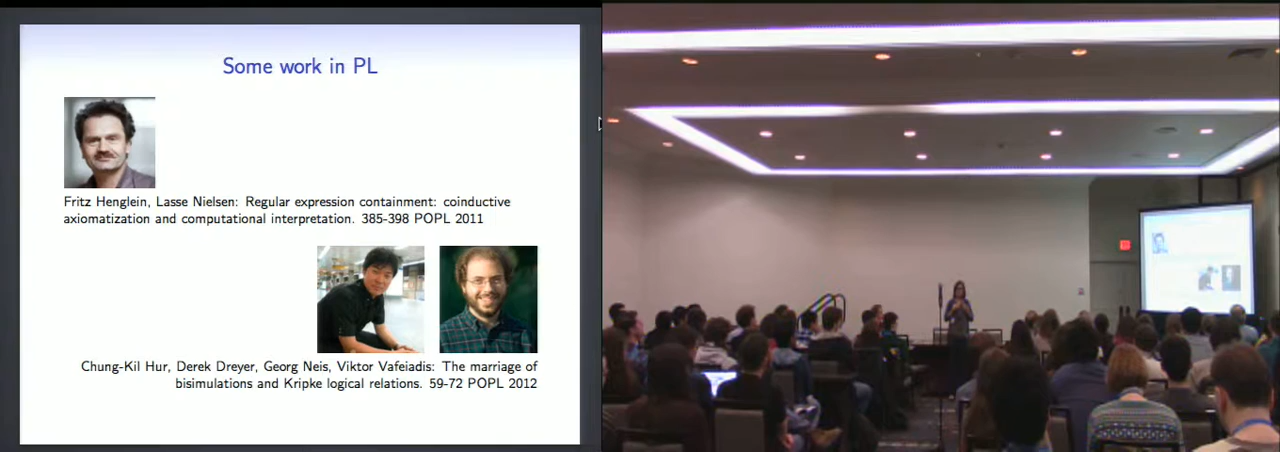 Some work in PL
Fritz Henglein, Lasse Nielsen: Regular expression containment: coinductive
axiomatization and computational interpretation. 385-398 POPL 2011
Chung-Kil Hur, Derek Dreyer, Georg Neis, Viktor Vafeiadis: The marriage of
bisimulations and Kripke logical relations. 59-72 POPL 2012